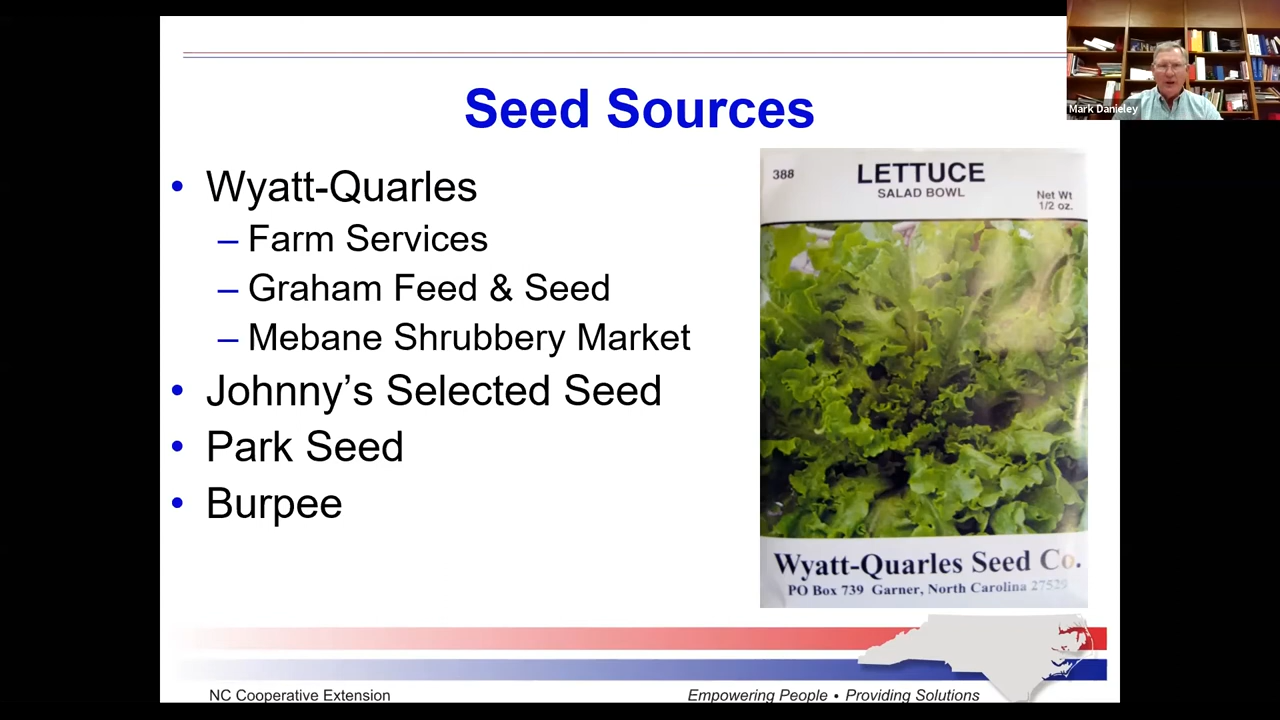 Seed Sources
Mark Danieley
• Wyatt-Quarles
– Farm Services
– Graham Feed & Seed
– Mebane Shrubbery Market
• Johnny’s Selected Seed
• Park Seed
• Burpee
388
LETTUCE
SALAD BOWL
Net Wt
1/2 oz.
Wyatt-Quarles Seed Co.
PO Box 739 Garner, North Carolina 27529
NC Cooperative Extension
Empowering People • Providing Solutions